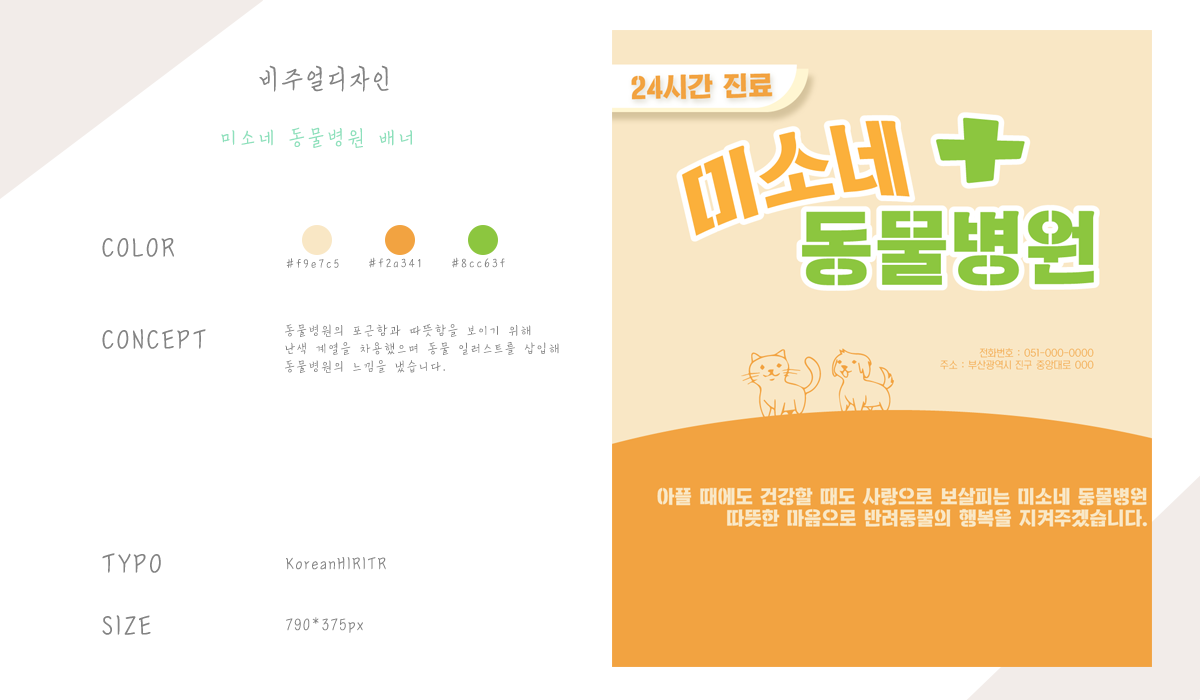 비주얼디자인
미소네 동물병원 배너
COLOR
#f9e7c5 #f2a341 #8cc63f
CONCEPT
동물병원의 포근함과 따뜻함을 보이기 위해
난색 계열을 차용했으며 동물 일러스트를 삽입해
동물병원의 느낌을 냈습니다.
TYPO
KoreanHIRITR
SIZE
790*375px
24시간 진료
미소네
동물병원
전화번호 : 051-000-0000
주소 : 부산광역시 진구 중앙대로 000
아플 때에도 건강할 때도 사랑으로 보살피는 미소네 동물병원
따뜻한 마음으로 반려동물의 행복을 지켜주겠습니다.